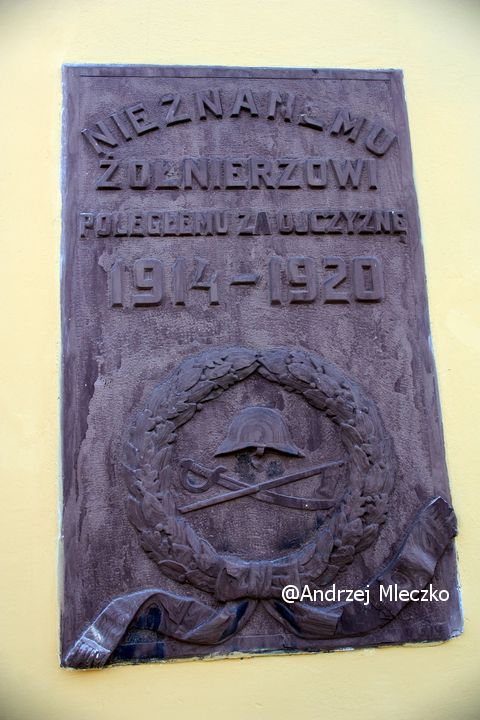 NIEZNANEMU
ŻOŁNIERZOWI
POLEGŁEMU ZA OJCZYZNĘ
1914-1920
@Andrzej Mleczko